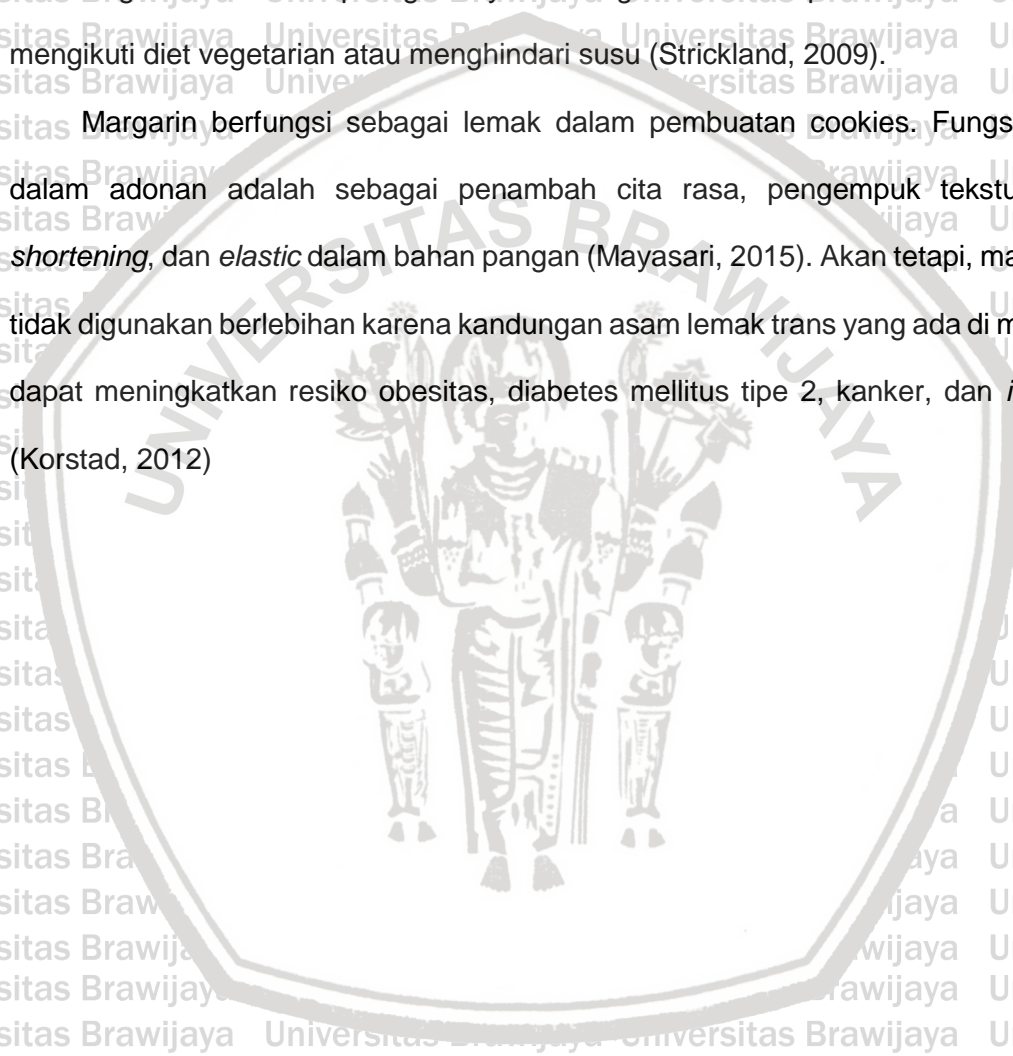 mengikuti diet vegetarian atau menghindari susu (Strickland, 2009).
Margarin berfungsi sebagai lemak dalam pembuatan cookies. Fungs
dalam adonan adalah sebagai penambah cita rasa, pengempuk tekstu
shortening, dan elastic dalam bahan pangan (Mayasari, 2015). Akan tetapi, ma
tidak digunakan berlebihan karena kandungan asam lemak trans yang ada di m
dapat meningkatkan resiko obesitas, diabetes mellitus tipe 2, kanker, dan i
(Korstad, 2012)
UNIVERSITAS BRAWIJAYA